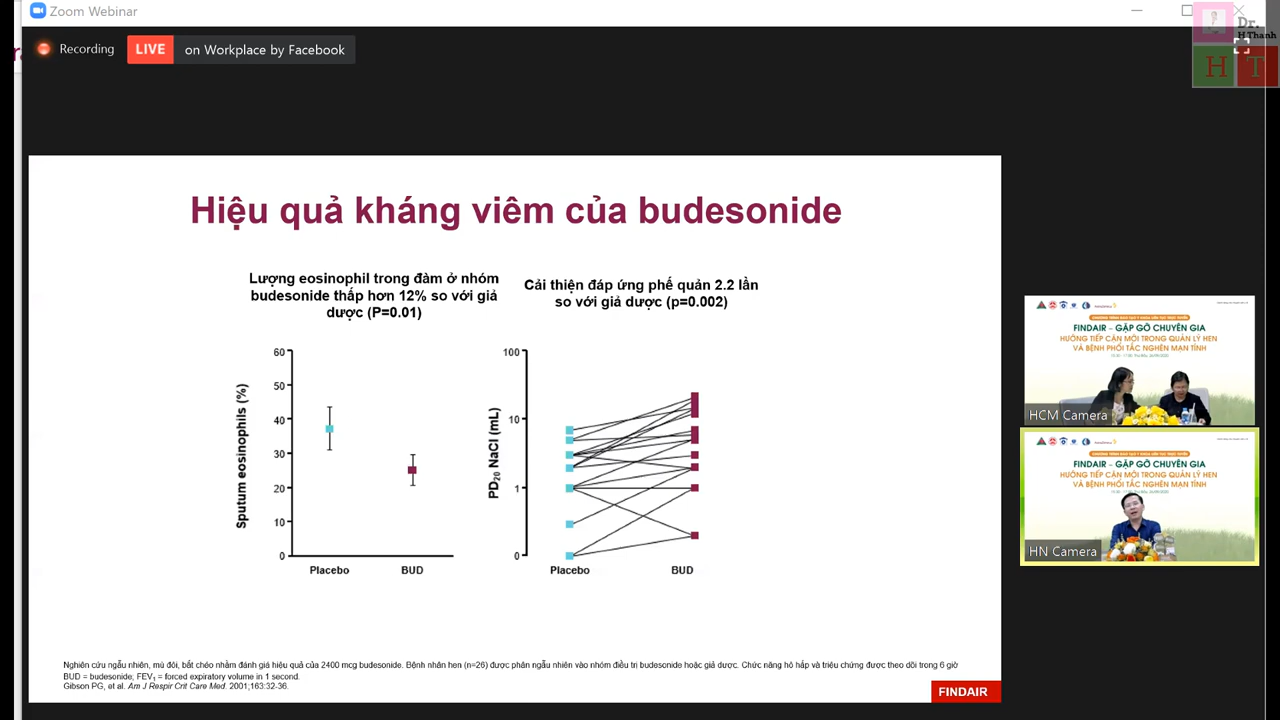 Zoom Webinar
Recording
LIVE
on Workplace by Facebook
Dr.
H Thanh
H T
Hiệu quả kháng viêm của budesonide
Lượng eosinophil trong đàm ở nhóm
budesonide thấp hơn 12% so với giả
dược (P=0.01)
Cải thiện đáp ứng phế quản 2.2 lần
so với giả dược (p=0.002)
Sputum eosinophils (%)
60
50
40
30
20
10
0
Placebo
BUD
PD20 NaCl (mL)
100
10
1
0
Placebo
BUD
Nghiên cứu ngẫu nhiên, mù đôi, bắt chéo nhằm đánh giá hiệu quả của 2400 mcg budesonide. Bệnh nhân hen (n=26) được phân ngẫu nhiên vào nhóm điều trị budesonide hoặc giả dược. Chức năng hô hấp và triệu chứng được theo dõi trong 6 giờ
BUD = budesonide; FEV1 = forced expiratory volume in 1 second.
Gibson PG, et al. Am J Respir Crit Care Med. 2001;163:32-36.
FINDAIR
CHƯƠNG TRÌNH ĐÀO TẠO Y KHOA LIÊN TỤC TRỰC TUYẾN
FINDAIR – GẶP GỠ CHUYÊN GIA
HƯỚNG TIẾP CẬN MỚI TRONG QUẢN LÝ HEN
VÀ BỆNH PHỔI TẮC NGHẼN MẠN TÍNH
HCM Camera
FINDAIR – GẶP GỠ CHUYÊN GIA
HƯỚNG TIẾP CẬN MỚI TRONG QUẢN LÝ HEN
VÀ BỆNH PHỔI TẮC NGHẼN MẠN TÍNH
HN Camera